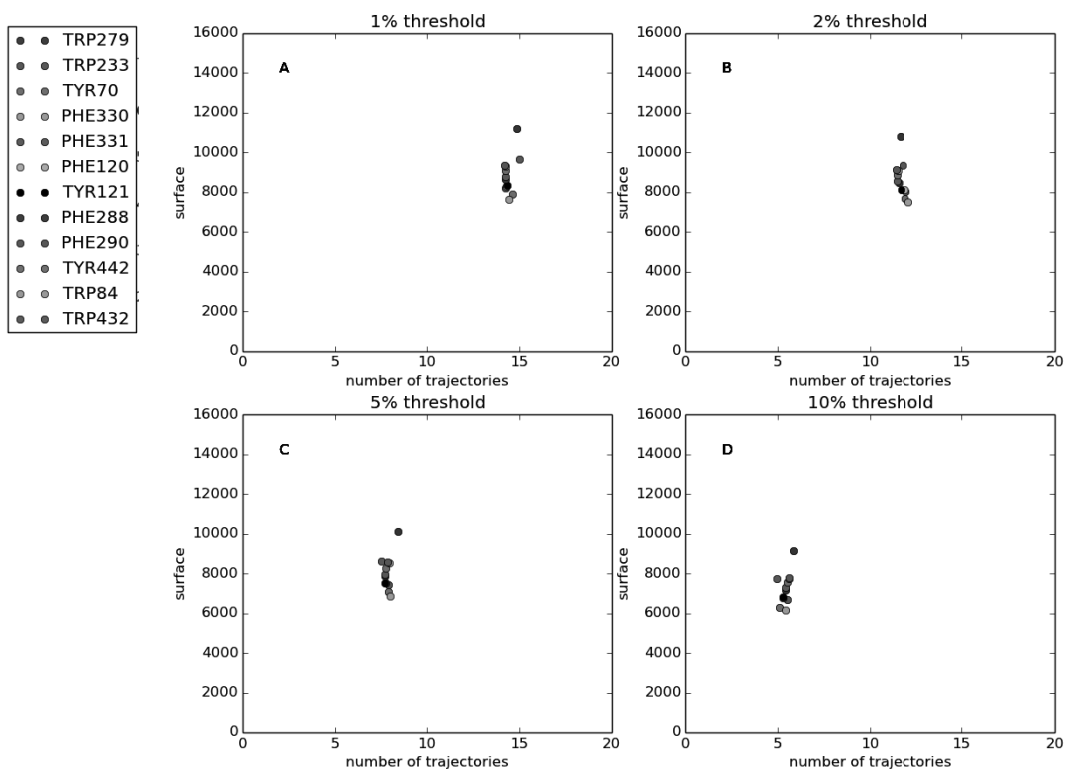 TRP279
TRP233
TYR70
PHE330
PHE331
PHE120
TYR121
PHE288
PHE290
TYR442
TRP84
TRP432
1% threshold
16000
14000
12000
10000
8000
6000
4000
2000
0
surface
A
0 5 10 15 20
number of trajectories
2% threshold
16000
14000
12000
10000
8000
6000
4000
2000
0
surface
B
0 5 10 15 20
number of trajectories
5% threshold
16000
14000
12000
10000
8000
6000
4000
2000
0
surface
C
0 5 10 15 20
number of trajectories
10% threshold
16000
14000
12000
10000
8000
6000
4000
2000
0
surface
D
0 5 10 15 20
number of trajectories